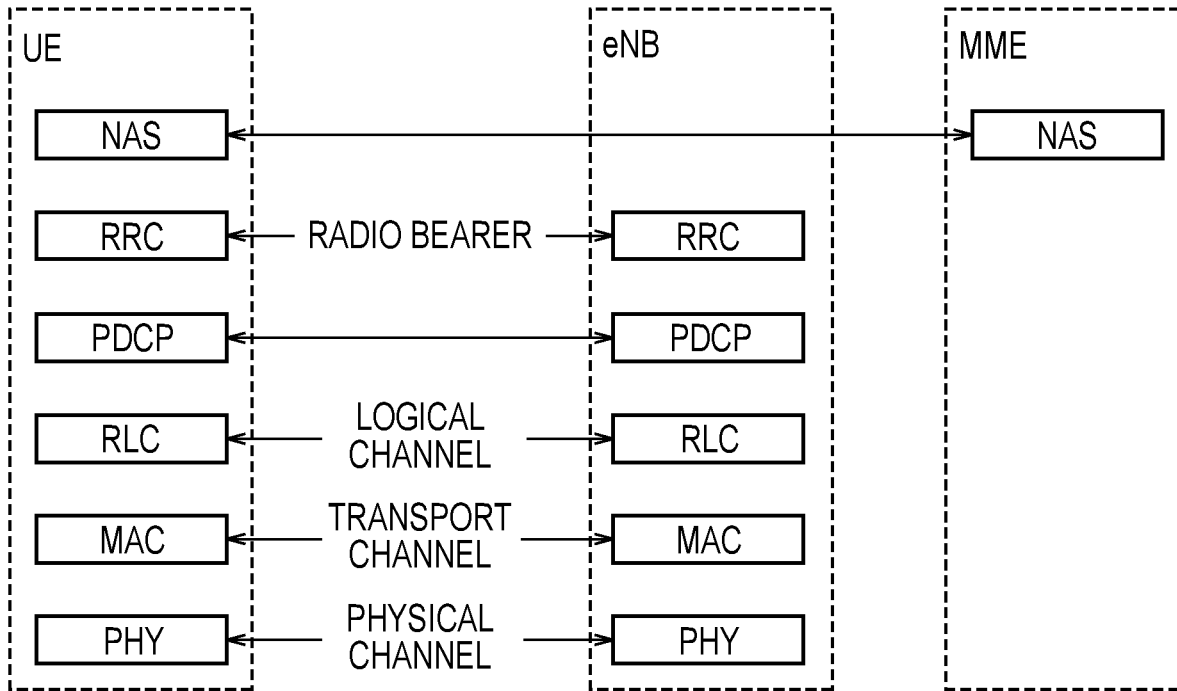 UE
eNB
MME
NAS
NAS
RRC
RADIO BEARER
RRC
PDCP
PDCP
RLC
LOGICAL
CHANNEL
RLC
MAC
TRANSPORT
CHANNEL
MAC
PHY
PHYSICAL
CHANNEL
PHY